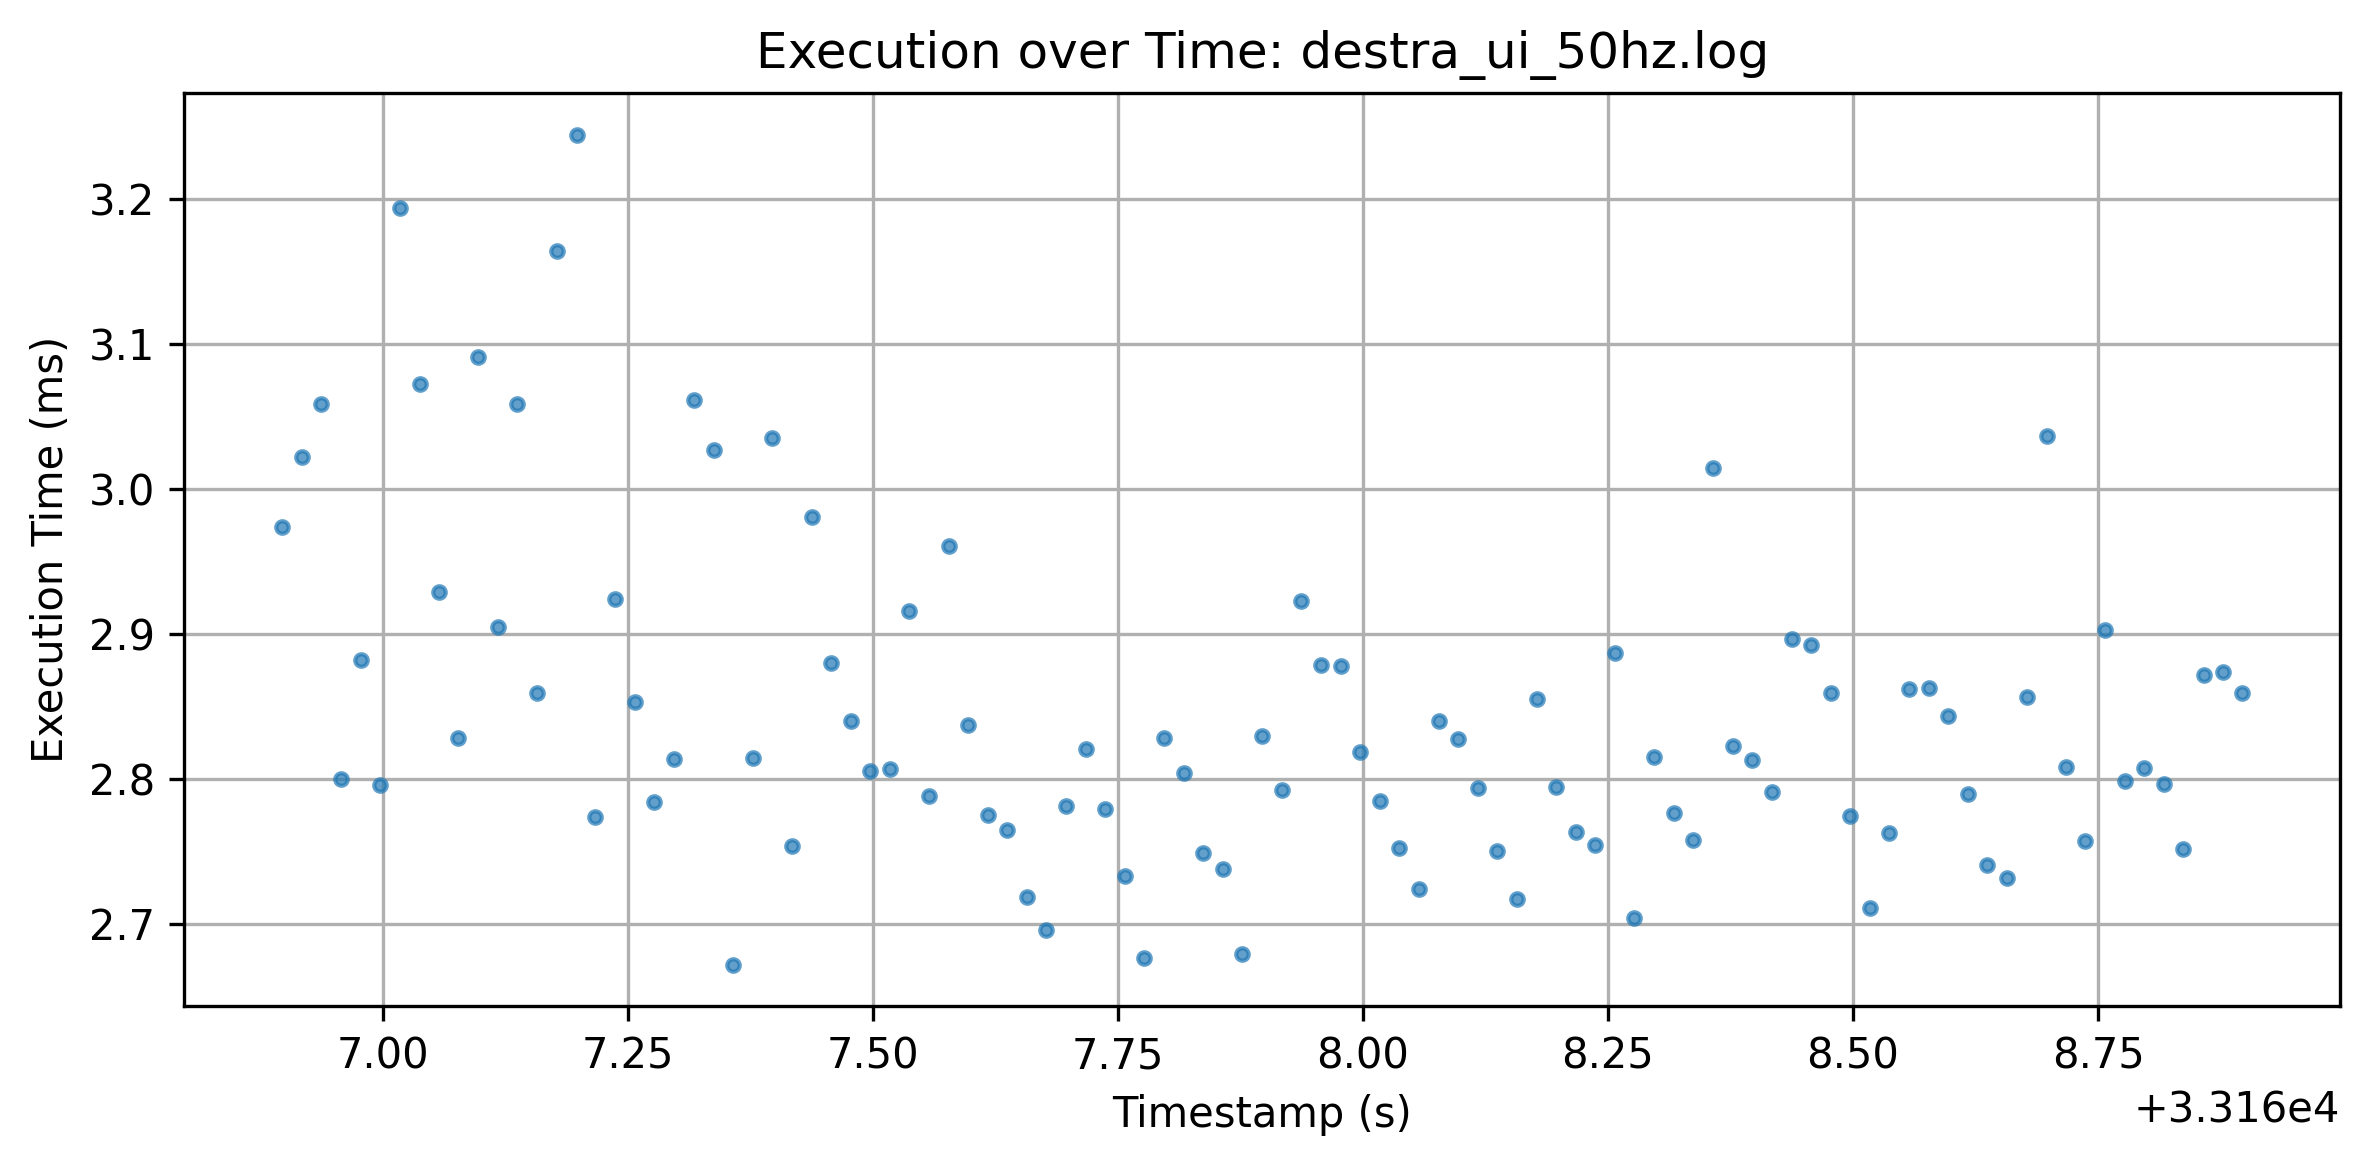 Execution over Time: destra_ui_50hz.log
Execution Time (ms)
3.2
3.1
3.0
2.9
2.8
2.7
7.00 7.25 7.50 7.75 8.00 8.25 8.50 8.75
Timestamp (s)
+3.316e4